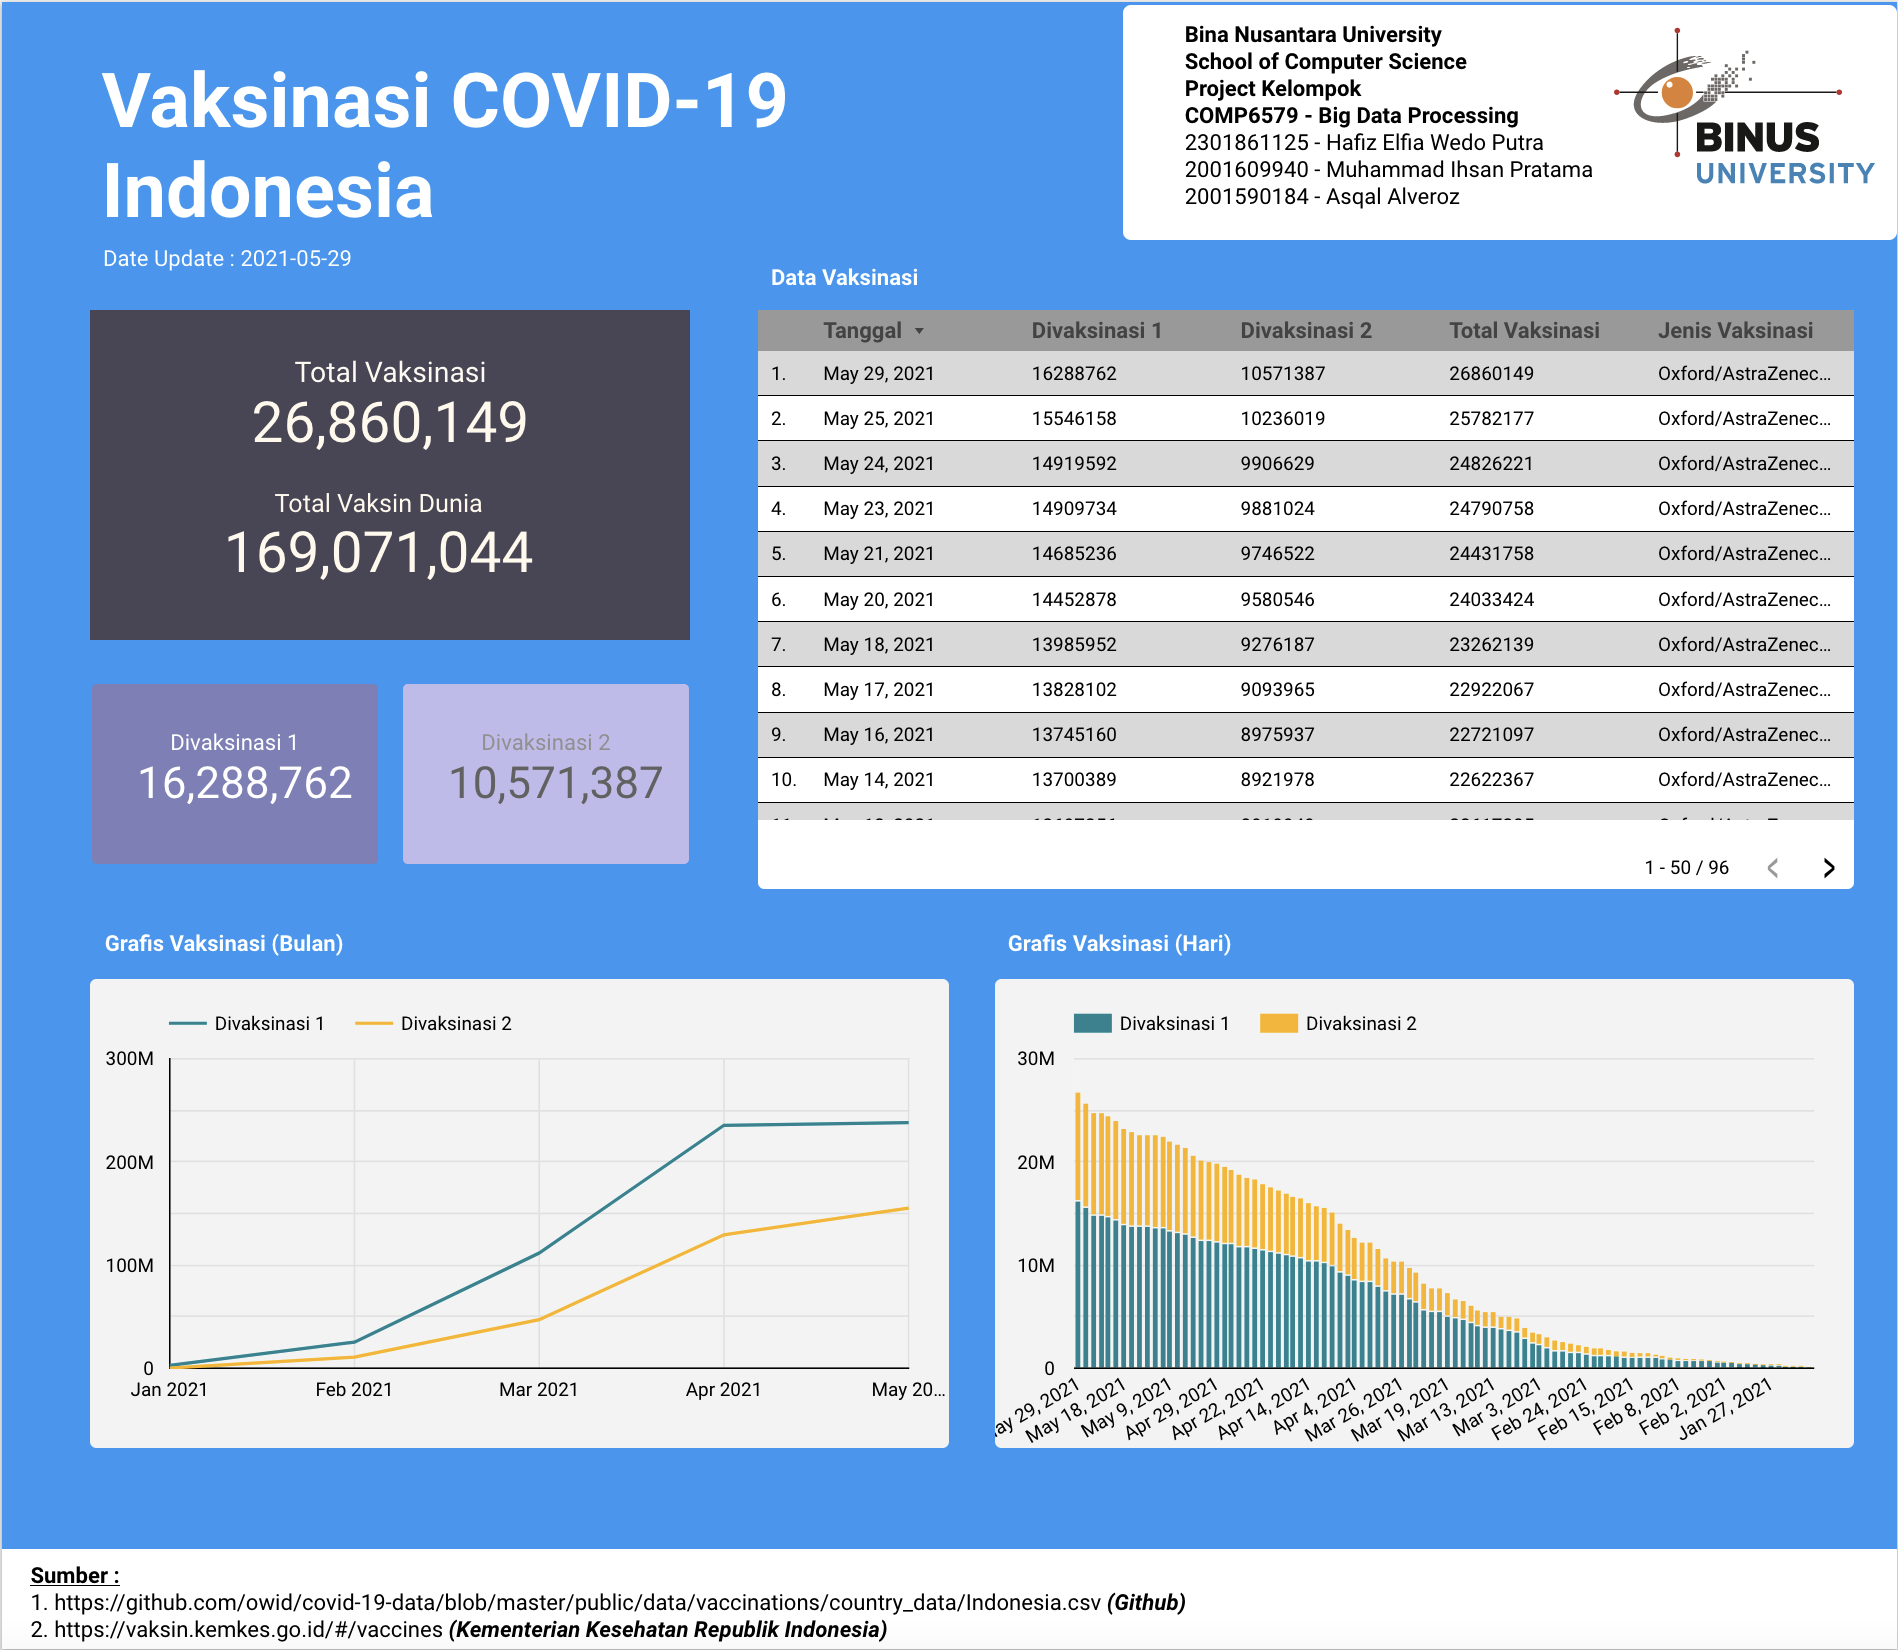 Vaksinasi COVID-19
Indonesia
Date Update : 2021-05-29
Bina Nusantara University
School of Computer Science
Project Kelompok
COMP6579 - Big Data Processing
2301861125 - Hafiz Elfia Wedo Putra
2001609940 - Muhammad Ihsan Pratama
2001590184 - Asqal Alveroz
BINUS
UNIVERSITY
Total Vaksinasi
26,860,149
Total Vaksin Dunia
169,071,044
Divaksinasi 1
16,288,762
Divaksinasi 2
10,571,387
Data Vaksinasi
Tanggal Divaksinasi 1 Divaksinasi 2 Total Vaksinasi Jenis Vaksinasi
1. May 29, 2021 16288762 10571387 26860149 Oxford/AstraZenec...
2. May 25, 2021 15546158 10236019 25782177 Oxford/AstraZenec...
3. May 24, 2021 14919592 9906629 24826221 Oxford/AstraZenec...
4. May 23, 2021 14909734 9881024 24790758 Oxford/AstraZenec...
5. May 21, 2021 14685236 9746522 24431758 Oxford/AstraZenec...
6. May 20, 2021 14452878 9580546 24033424 Oxford/AstraZenec...
7. May 18, 2021 13985952 9276187 23262139 Oxford/AstraZenec...
8. May 17, 2021 13828102 9093965 22922067 Oxford/AstraZenec...
9. May 16, 2021 13745160 8975937 22721097 Oxford/AstraZenec...
10. May 14, 2021 13700389 8921978 22622367 Oxford/AstraZenec...
1 - 50 / 96
Grafis Vaksinasi (Bulan)
Divaksinasi 1 Divaksinasi 2
300M
200M
100M
0
Jan 2021 Feb 2021 Mar 2021 Apr 2021 May 20...
Grafis Vaksinasi (Hari)
Divaksinasi 1 Divaksinasi 2
30M
20M
10M
0
ay 29, 2021 May 18, 2021 May 9, 2021 Apr 29, 2021 Apr 22, 2021 Apr 14, 2021 Apr 4, 2021 Mar 26, 2021 Mar 19, 2021 Mar 13, 2021 Mar 3, 2021 Feb 24, 2021 Feb 15, 2021 Feb 8, 2021 Feb 2, 2021 Jan 27, 2021
Sumber :
1. https://github.com/owid/covid-19-data/blob/master/public/data/vaccinations/country_data/Indonesia.csv (Github)
2. https://vaksin.kemkes.go.id/#/vaccines (Kementerian Kesehatan Republik Indonesia)